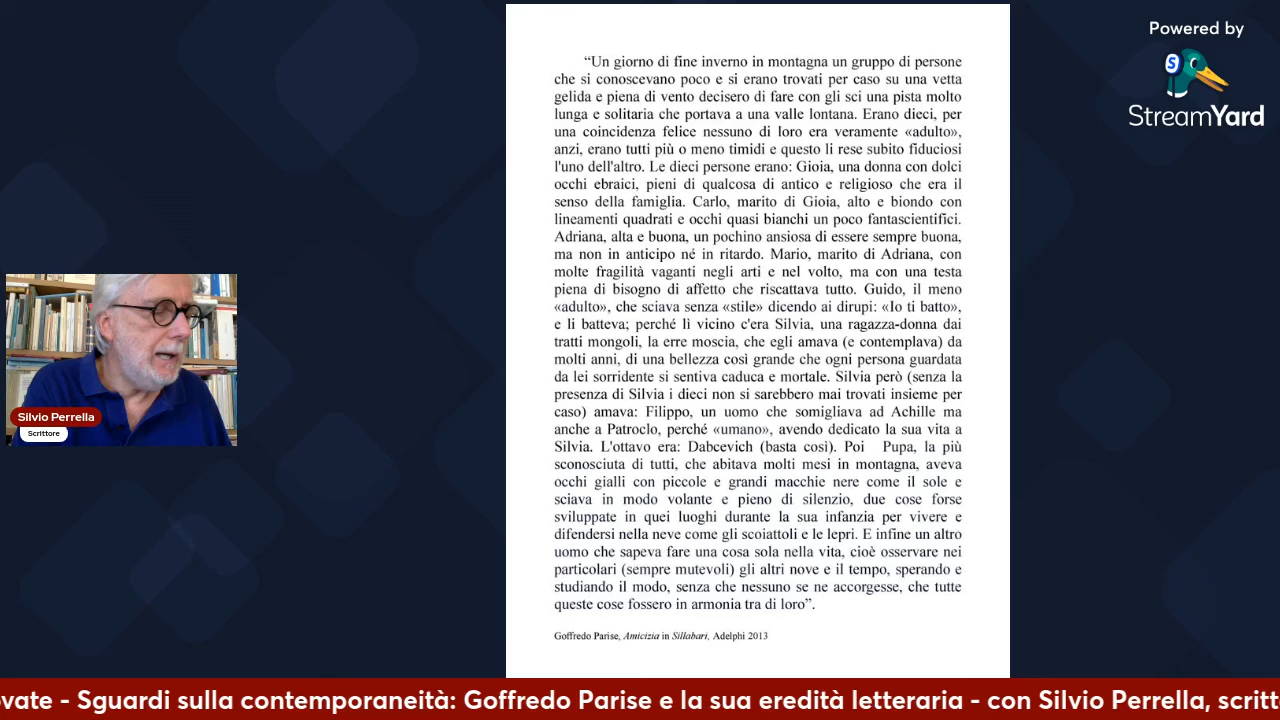 Powered by
S
StreamYard
“Un giorno di fine inverno in montagna un gruppo di persone
che si conoscevano poco e si erano trovati per caso su una vetta
gelida e piena di vento decisero di fare con gli sci una pista molto
lunga e solitaria che portava a una valle lontana. Erano dieci, per
una coincidenza felice nessuno di loro era veramente «adulto»,
anzi, erano tutti più o meno timidi e questo li rese subito fiduciosi
l'uno dell'altro. Le dieci persone erano: Gioia, una donna con dolci
occhi ebraici, pieni di qualcosa di antico e religioso che era il
senso della famiglia. Carlo, marito di Gioia, alto e biondo con
lineamenti quadrati e occhi quasi bianchi un poco fantascientifici.
Adriana, alta e buona, un pochino ansiosa di essere sempre buona,
ma non in anticipo né in ritardo. Mario, marito di Adriana, con
molte fragilità vaganti negli arti e nel volto, ma con una testa
piena di bisogno di affetto che riscattava tutto. Guido, il meno
«adulto», che sciava senza «stile» dicendo ai dirupi: «Io ti batto»,
e li batteva; perché lì vicino c'era Silvia, una ragazza-donna dai
tratti mongoli, la erre moscia, che egli amava (e contemplava) da
molti anni, di una bellezza così grande che ogni persona guardata
da lei sorridente si sentiva caduca e mortale. Silvia però (senza la
presenza di Silvia i dieci non si sarebbero mai trovati insieme per
caso) amava: Filippo, un uomo che somigliava ad Achille ma
anche a Patroclo, perché «umano», avendo dedicato la sua vita a
Silvia. L'ottavo era: Dabcevich (basta così). Poi Pupa, la più
sconosciuta di tutti, che abitava molti mesi in montagna, aveva
occhi gialli con piccole e grandi macchie nere come il sole e
sciava in modo volante e pieno di silenzio, due cose forse
sviluppate in quei luoghi durante la sua infanzia per vivere e
difendersi nella neve come gli scoiattoli e le lepri. E infine un altro
uomo che sapeva fare una cosa sola nella vita, cioè osservare nei
particolari (sempre mutevoli) gli altri nove e il tempo, sperando e
studiando il modo, senza che nessuno se ne accorgesse, che tutte
queste cose fossero in armonia tra di loro”.
Goffredo Parise, Amicizia in Sillabari, Adelphi 2013
Silvio Perrella
Scrittore
ovate - Sguardi sulla contemporaneità: Goffredo Parise e la sua eredità letteraria - con Silvio Perrella, scritt